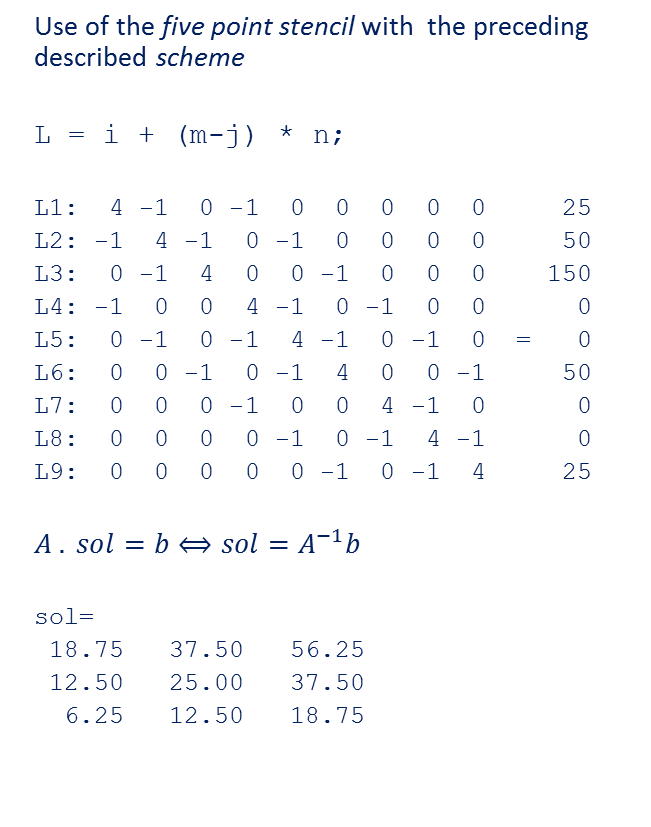 Use of the five point stencil with the preceding
described scheme
L = i + (m-j) * n;
L1: 4 -1 0 -1 0 0 0 0 0 25
L2: -1 4 -1 0 -1 0 0 0 0 50
L3: 0 -1 4 0 0 -1 0 0 0 150
L4: -1 0 0 4 -1 0 -1 0 0 0
L5: 0 -1 0 -1 4 -1 0 -1 0 = 0
L6: 0 0 -1 0 -1 4 0 0 -1 50
L7: 0 0 0 -1 0 0 4 -1 0 0
L8: 0 0 0 0 -1 0 -1 4 -1 0
L9: 0 0 0 0 0 -1 0 -1 4 25
A . sol = b ⟺ sol = A⁻¹b
sol=
18.75 37.50 56.25
12.50 25.00 37.50
6.25 12.50 18.75